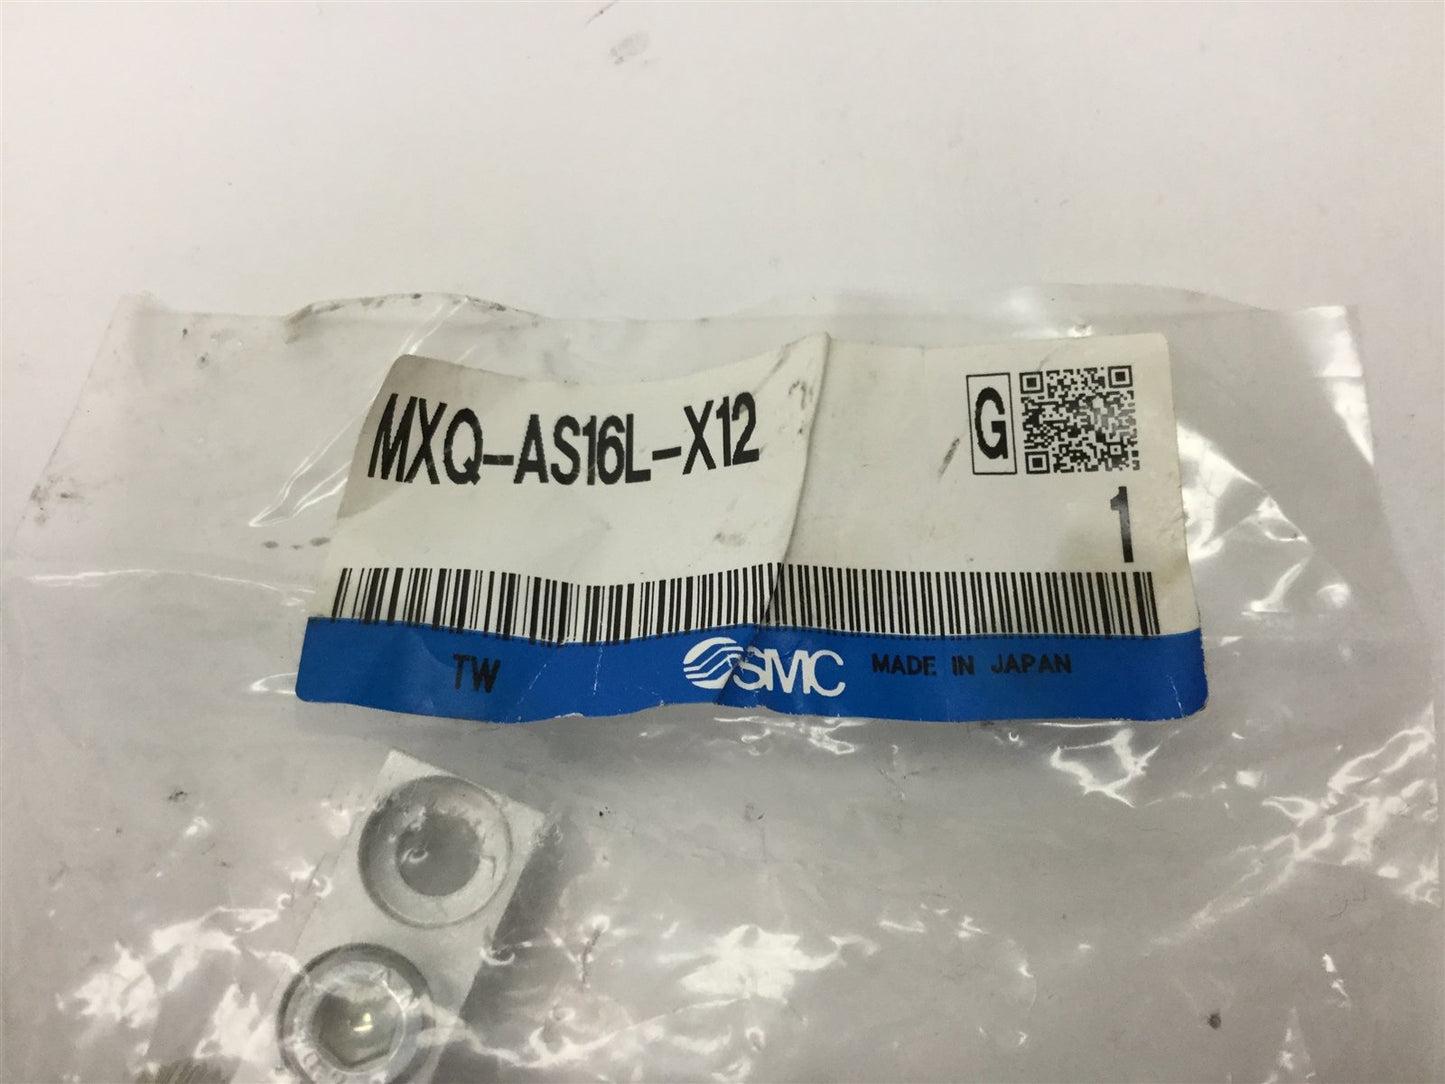 MXQ-AS16L-X12
G
1
TW
SMC
MADE IN JAPAN